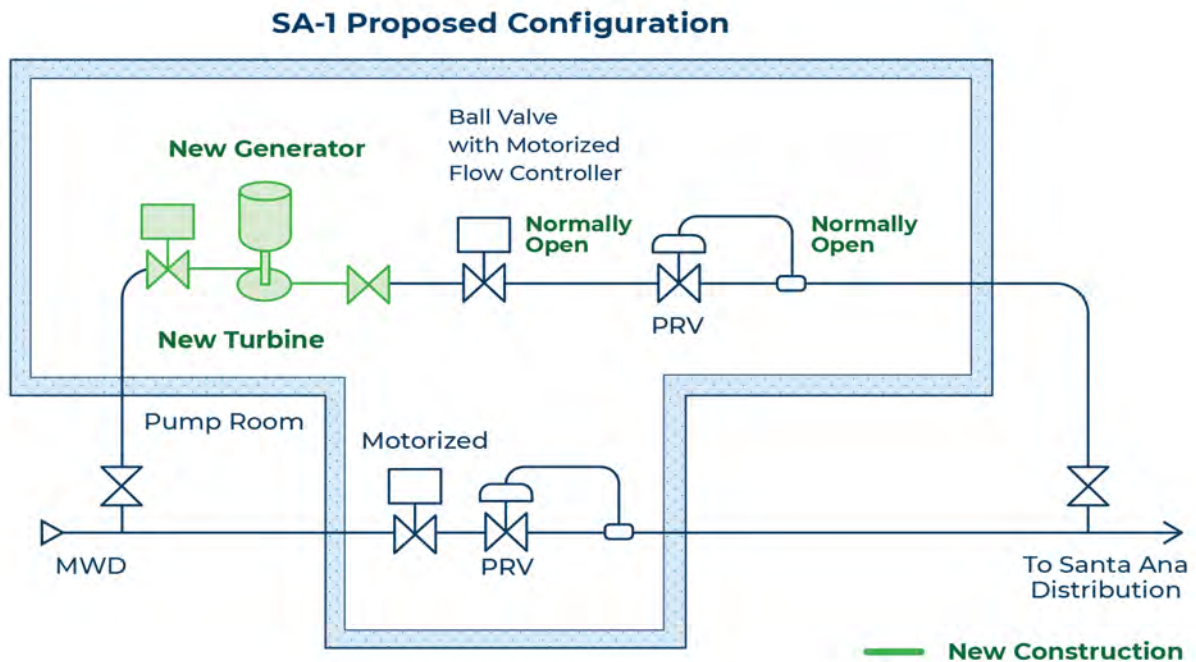 SA-1 Proposed Configuration
Ball Valve
with Motorized
Flow Controller
New Generator
Normally
Open
Normally
Open
PRV
New Turbine
Pump Room
Motorized
MWD
PRV
To Santa Ana
Distribution
New Construction